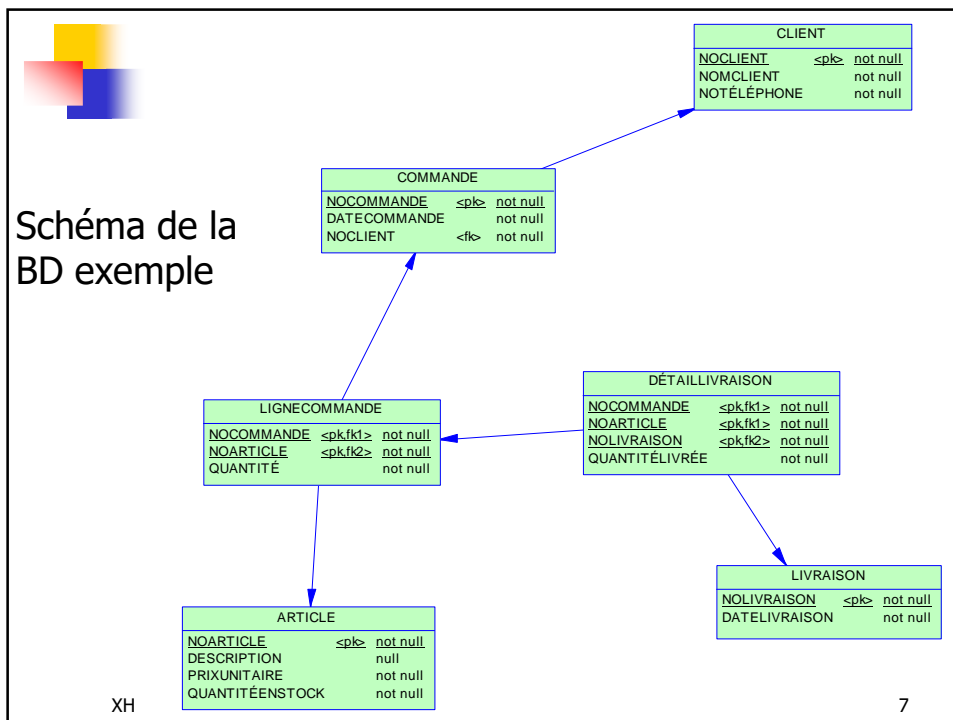 Schéma de la
BD exemple
CLIENT
NOCLIENT <pk> not null
NOMCLIENT not null
NOTÉLÉPHONE not null
COMMANDE
NOCOMMANDE <pk> not null
DATECOMMANDE not null
NOCLIENT <fk> not null
LIGNECOMMANDE
NOCOMMANDE <pk,fk1> not null
NOARTICLE <pk,fk2> not null
QUANTITÉ not null
DÉTAILLIVRAISON
NOCOMMANDE <pk,fk1> not null
NOARTICLE <pk,fk1> not null
NOLIVRAISON <pk,fk2> not null
QUANTITÉLIVRÉE not null
LIVRAISON
NOLIVRAISON <pk> not null
DATELIVRAISON not null
ARTICLE
NOARTICLE <pk> not null
DESCRIPTION null
PRIXUNITAIRE not null
QUANTITÉENSTOCK not null
XH 7